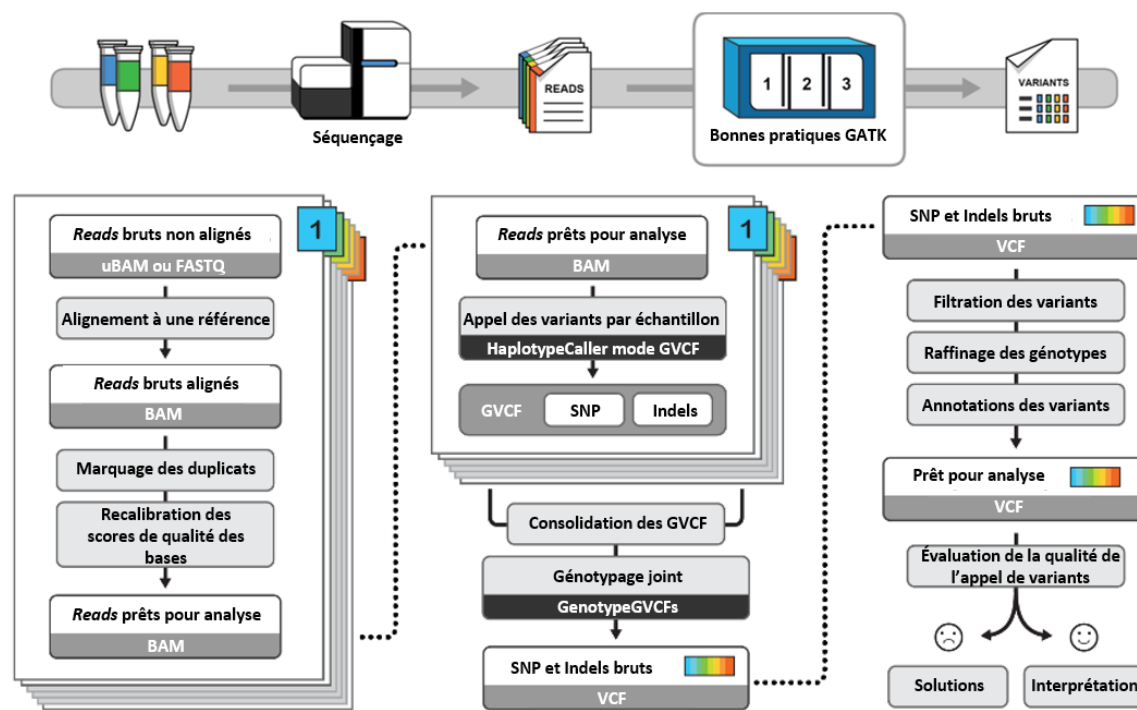 READS
1 2 3
VARIANTS
Séquençage
Bonnes pratiques GATK
1
Reads bruts non alignés
uBAM ou FASTQ
Alignement à une référence
Reads bruts alignés
BAM
Marquage des duplicats
Recalibration des
scores de qualité des
bases
Reads prêts pour analyse
BAM
1
Reads prêts pour analyse
BAM
Appel des variants par échantillon
HaplotypeCaller mode GVCF
GVCF SNP Indels
Consolidation des GVCF
Génotypage joint
GenotypeGVCFs
SNP et Indels bruts
VCF
SNP et Indels bruts
VCF
Filtration des variants
Raffinage des génotypes
Annotations des variants
Prêt pour analyse
VCF
Évaluation de la qualité de
l'appel de variants
Solutions
Interprétation